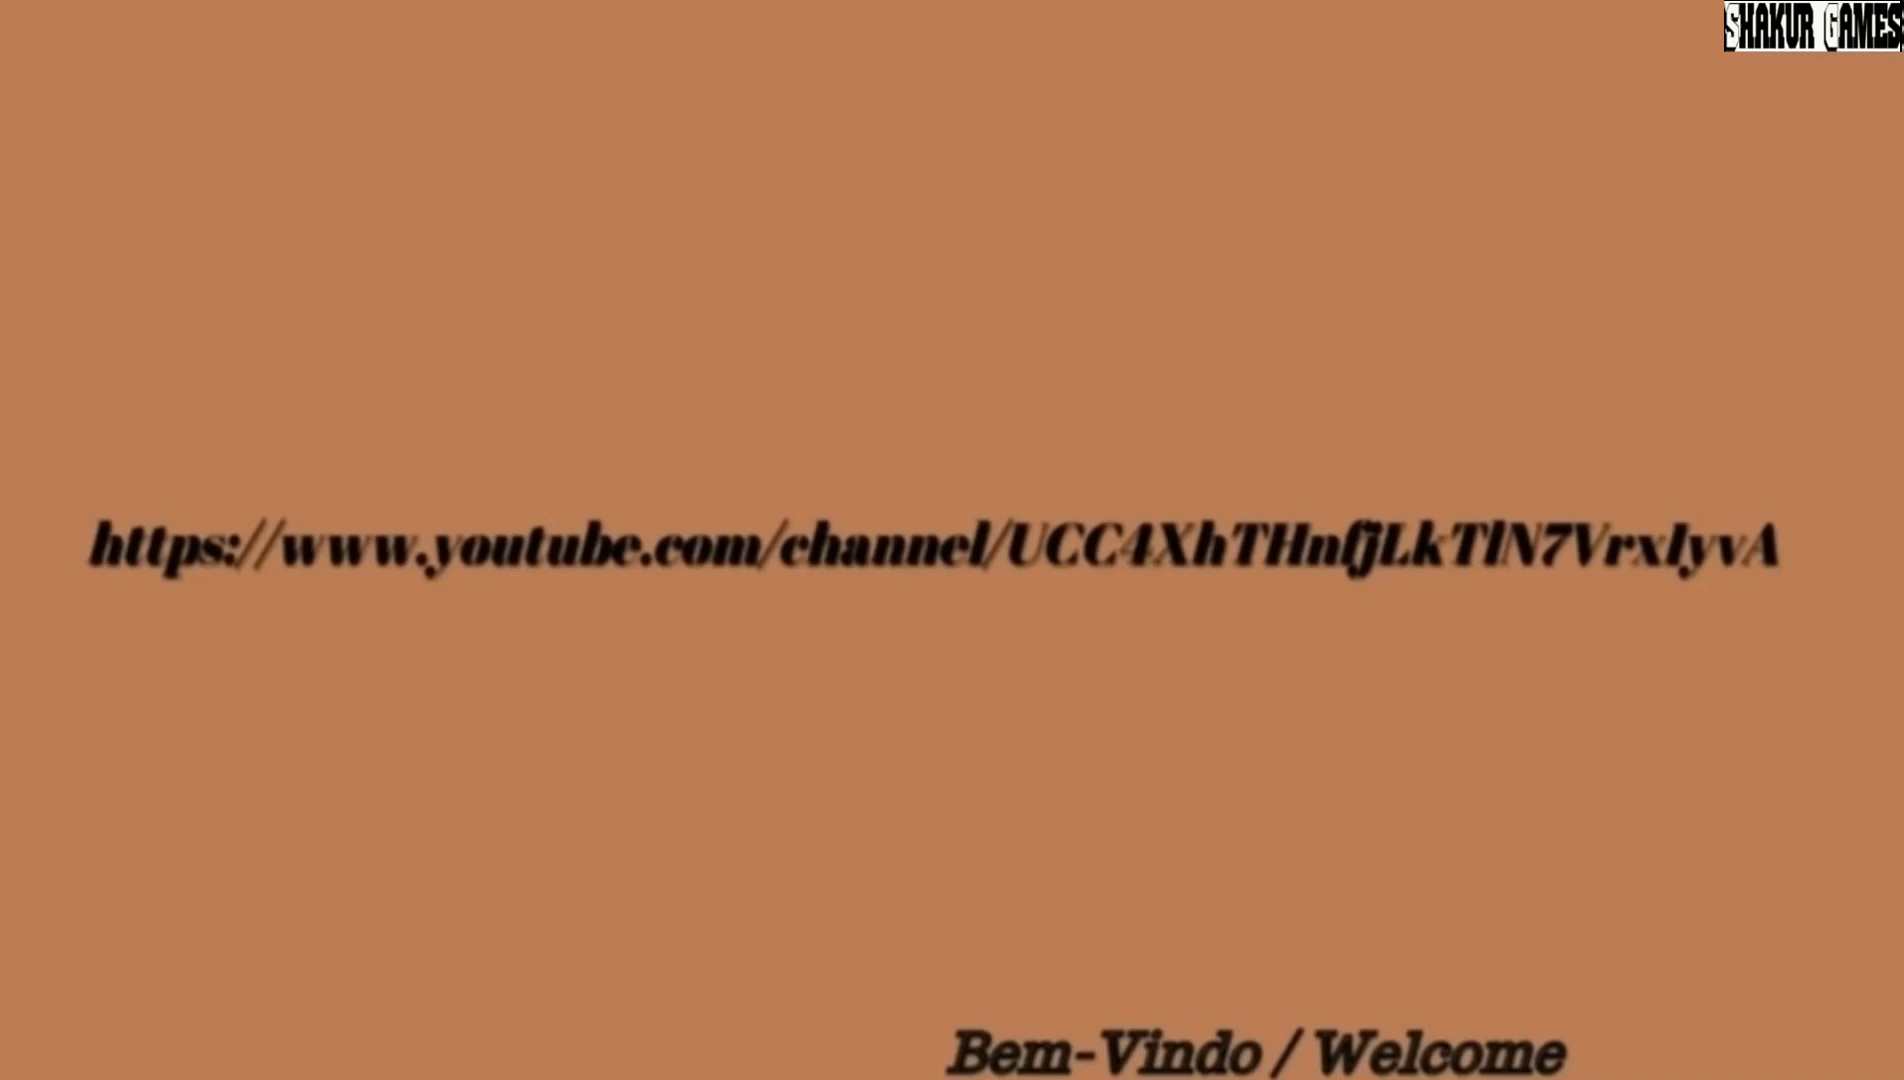 SHAKUR GAMES
https://www.youtube.com/channel/UCC4XhTHnfjLkTlN7VrxIyvA
Bem-Vindo / Welcome